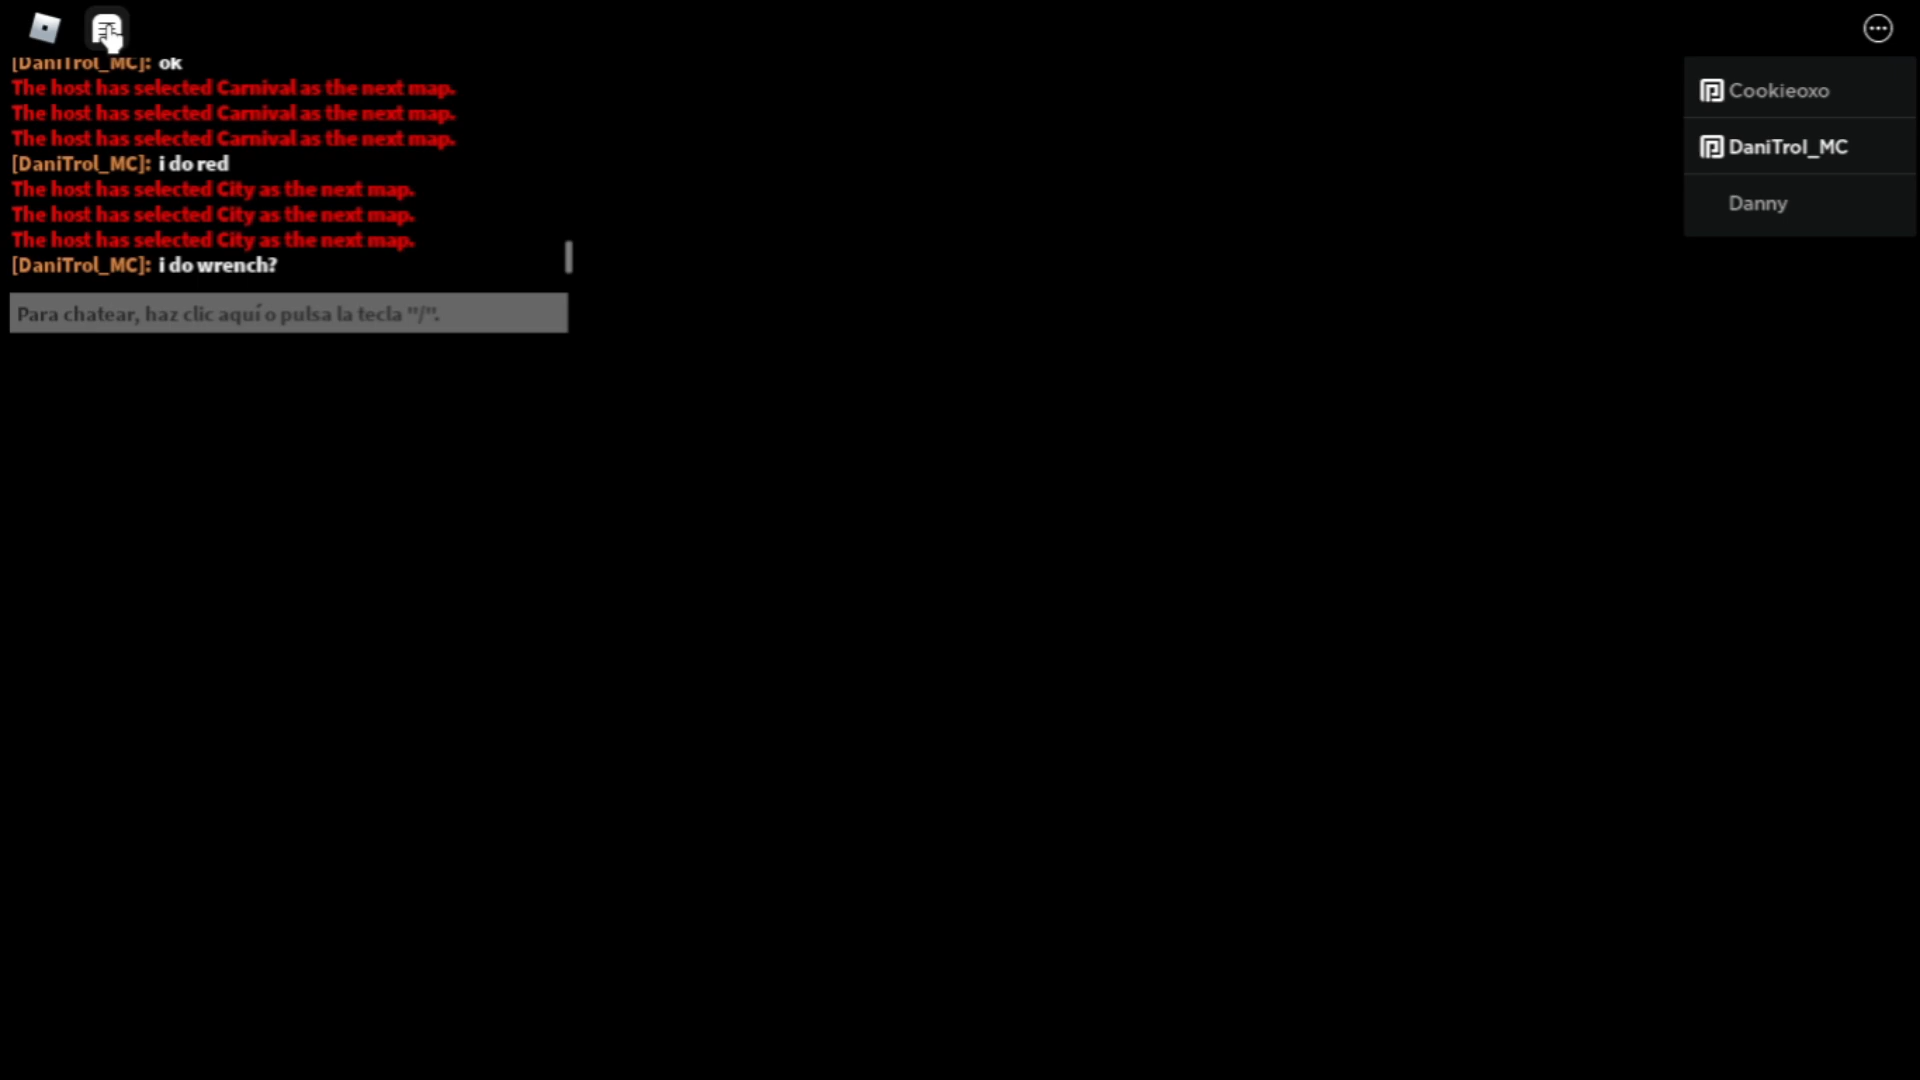 [DaniTrol_MC]: ok
The host has selected Carnival as the next map.
The host has selected Carnival as the next map.
The host has selected Carnival as the next map.
[DaniTrol_MC]: i do red
The host has selected City as the next map.
The host has selected City as the next map.
The host has selected City as the next map.
[DaniTrol_MC]: i do wrench?
Para chatear, haz clic aquí o pulsa la tecla "/".
Cookieoxo
DaniTrol_MC
Danny